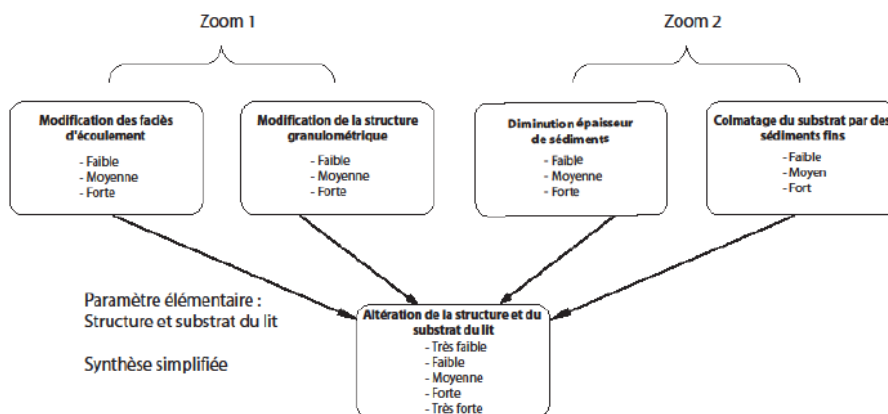 Zoom 1
Zoom 2
Modification des faciès
d'écoulement
- Faible
- Moyenne
- Forte
Modification de la structure
granulométrique
- Faible
- Moyenne
- Forte
Diminution épaisseur
de sédiments
- Faible
- Moyenne
- Forte
Colmatage du substrat par des
sédiments fins
- Faible
- Moyen
- Fort
Paramètre élémentaire :
Structure et substrat du lit
Synthèse simplifiée
Altération de la structure et du
substrat du lit
- Très faible
- Faible
- Moyenne
- Forte
- Très forte